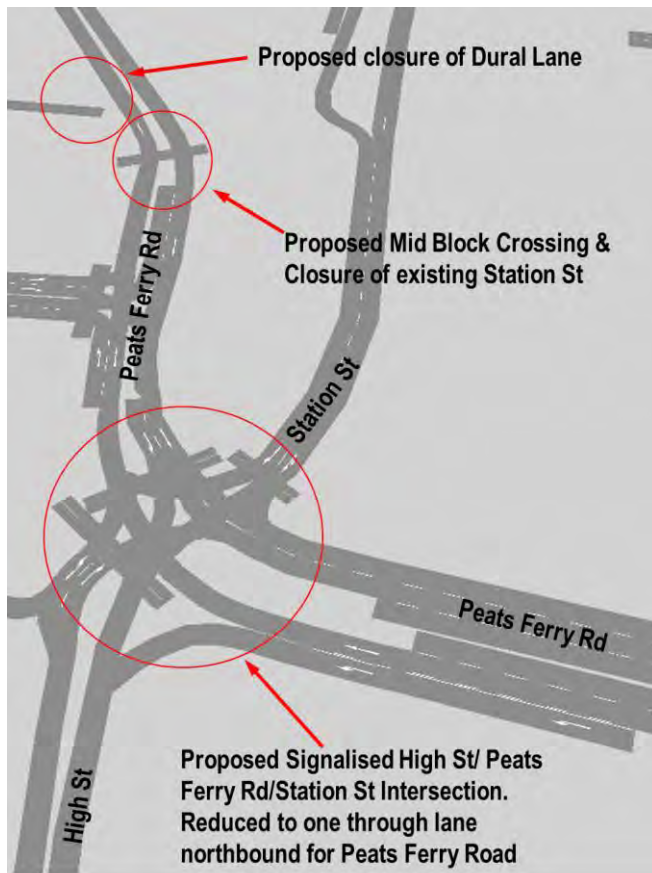 Proposed closure of Dural Lane
Proposed Mid Block Crossing &
Closure of existing Station St
Peats Ferry Rd
Station St
Peats Ferry Rd
High St
Proposed Signalised High St/ Peats
Ferry Rd/Station St Intersection.
Reduced to one through lane
northbound for Peats Ferry Road